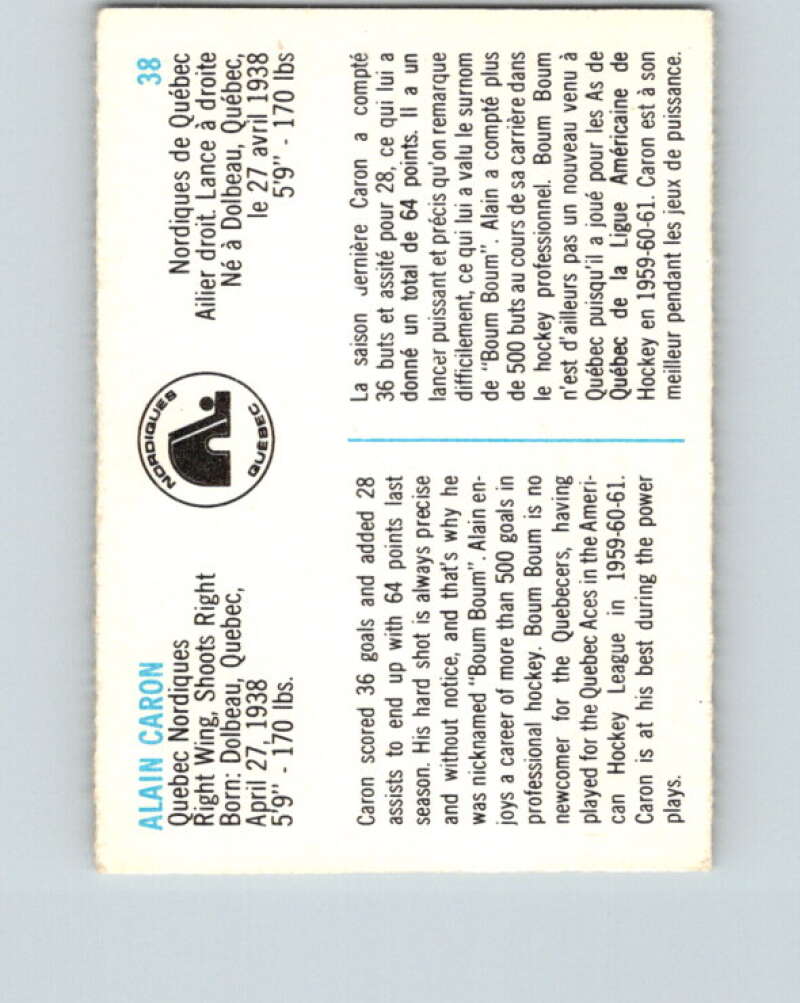 ALAIN CARON
Quebec Nordiques
Right Wing, Shoots Right
Born: Dolbeau, Quebec,
April 27, 1938
5'9" - 170 lbs.
NORDIQUES
QUÉBEC
38
Nordiques de Québec
Ailier droit. Lance à droite
Né à Dolbeau, Québec,
le 27 avril 1938
5'9" - 170 lbs
Caron scored 36 goals and added 28
assists to end up with 64 points last
season. His hard shot is always precise
and without notice, and that's why he
was nicknamed "Boum Boum". Alain en-
joys a career of more than 500 goals in
professional hockey. Boum Boum is no
newcomer for the Quebecers, having
played for the Quebec Aces in the Ameri-
can Hockey League in 1959-60-61.
Caron is at his best during the power
plays.
La saison dernière Caron a compté
36 buts et assité pour 28, ce qui lui a
donné un total de 64 points. Il a un
lancer puissant et précis qu'on remarque
difficilement, ce qui lui a valu le surnom
de "Boum Boum". Alain a compté plus
de 500 buts au cours de sa carrière dans
le hockey professionnel. Boum Boum
n'est d'ailleurs pas un nouveau venu à
Québec puisqu'il a joué pour les As de
Québec de la Ligue Américaine de
Hockey en 1959-60-61. Caron est à son
meilleur pendant les jeux de puissance.